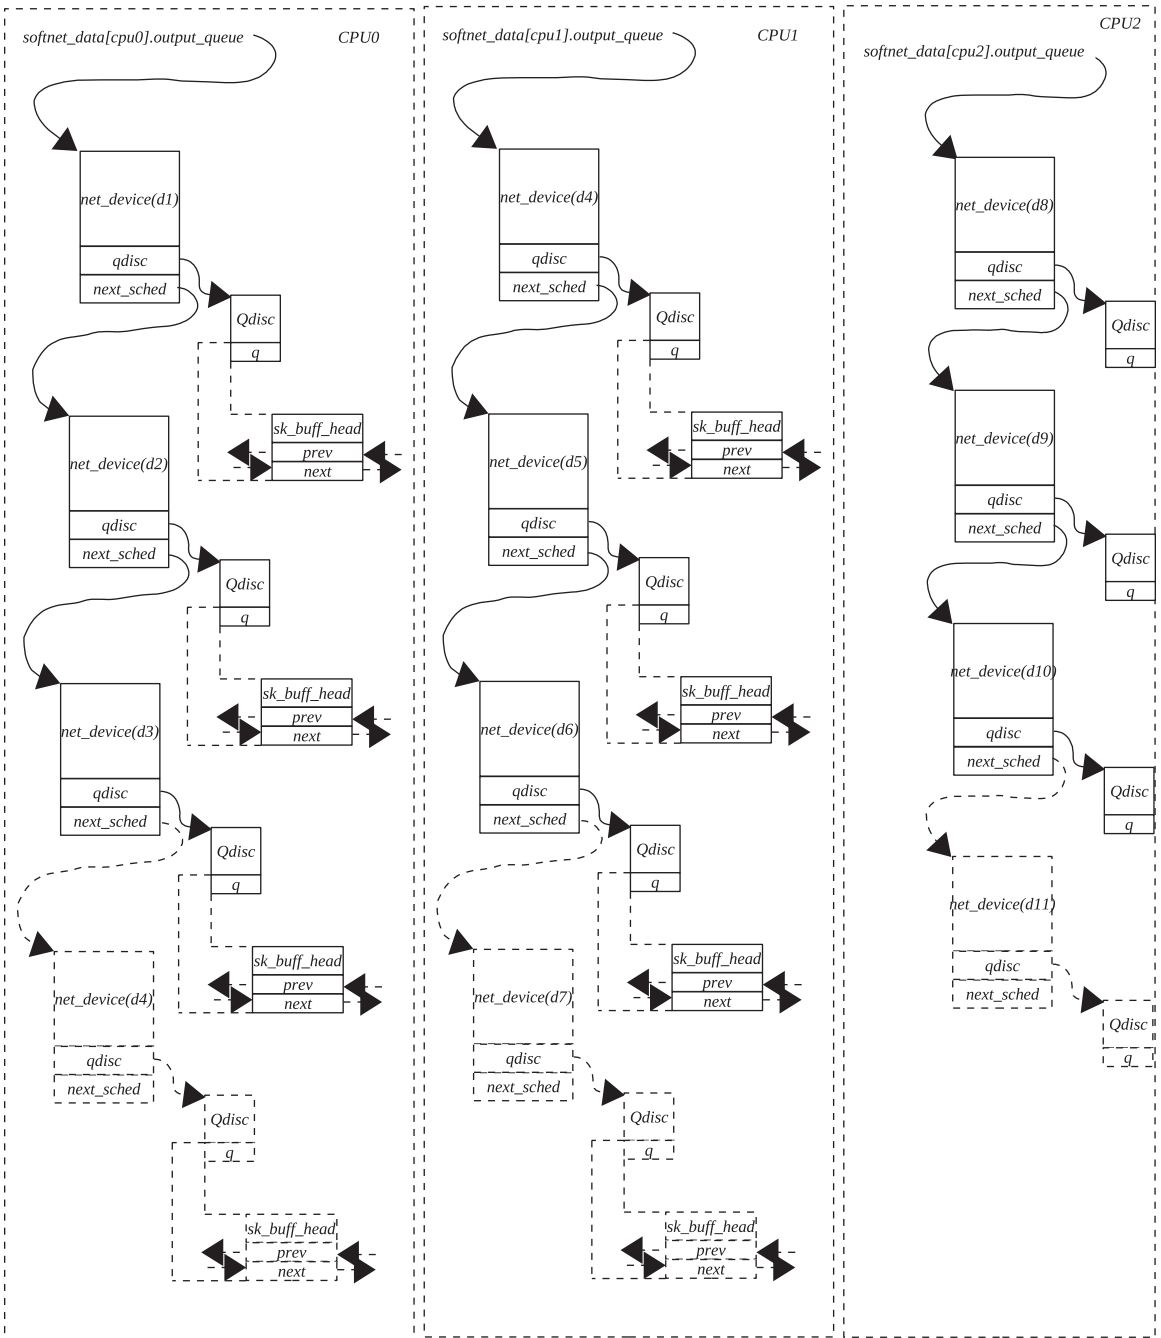 softnet_data[cpu0].output_queue
CPU0
net_device(d1)
qdisc
next_sched
Qdisc
q
sk_buff_head
prev
next
net_device(d2)
qdisc
next_sched
Qdisc
q
sk_buff_head
prev
next
net_device(d3)
qdisc
next_sched
Qdisc
q
sk_buff_head
prev
next
net_device(d4)
qdisc
next_sched
Qdisc
q
sk_buff_head
prev
next
softnet_data[cpu1].output_queue
CPU1
net_device(d4)
qdisc
next_sched
Qdisc
q
sk_buff_head
prev
next
net_device(d5)
qdisc
next_sched
Qdisc
q
sk_buff_head
prev
next
net_device(d6)
qdisc
next_sched
Qdisc
q
sk_buff_head
prev
next
net_device(d7)
qdisc
next_sched
Qdisc
q
sk_buff_head
prev
next
CPU2
softnet_data[cpu2].output_queue
net_device(d8)
qdisc
next_sched
Qdisc
q
net_device(d9)
qdisc
next_sched
Qdisc
q
net_device(d10)
qdisc
next_sched
Qdisc
q
net_device(d11)
qdisc
next_sched
Qdisc
q